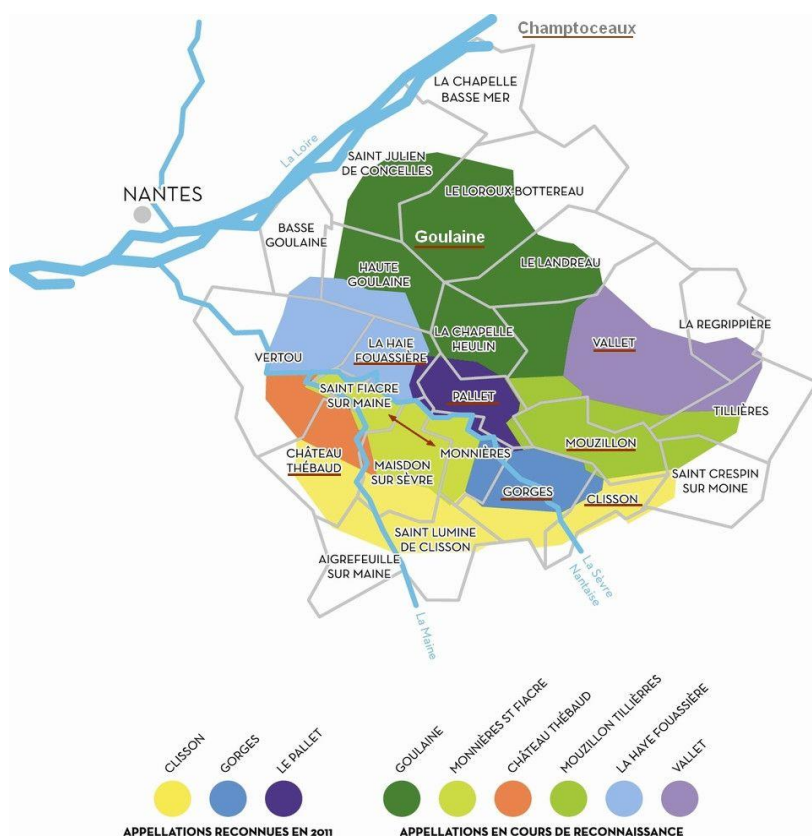 Champtoceaux
LA CHAPELLE
BASSE MER
La Loire
SAINT JULIEN
DE CONCELLES
LE LOROUX-BOTTEREAU
NANTES
BASSE
GOULAINE
Goulaine
HAUTE
GOULAINE
LE LANDREAU
LA REGRIPPIÈRE
LA CHAPELLE
HEULIN
VALLET
VERTOU
LA HAIE
FOUASSIÈRE
SAINT FIACRE
SUR MAINE
PALLET
TILLIÈRES
MOUZILLON
CHÂTEAU
THÉBAUD
MONNIÈRES
MAISDON
SUR SÈVRE
SAINT CRESPIN
SUR MOINE
GORGES
CLISSON
SAINT LUMINE
DE CLISSON
AIGREFEUILLE
SUR MAINE
La Sèvre
Nantaise
La Maine
CLISSON
GORGES
LE PALLET
GOULAINE
MONNIÈRES ST FIACRE
CHÂTEAU THÉBAUD
MOUZILLON TILLIÈRRES
LA HAYE FOUASSIÈRE
VALLET
APPELLATIONS RECONNUES EN 2011
APPELLATIONS EN COURS DE RECONNAISSANCE